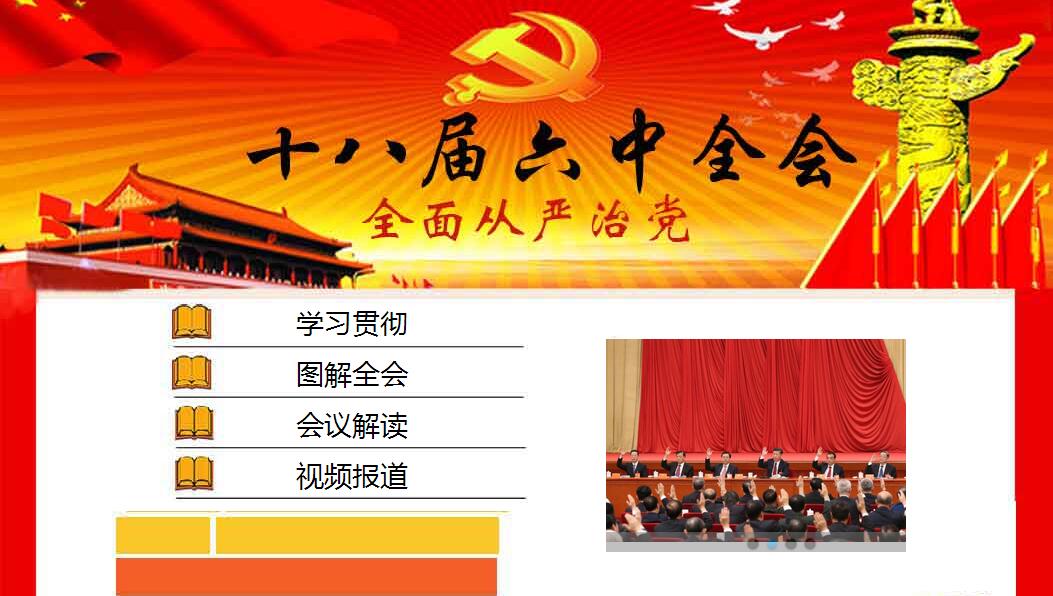 十八届六中全会
全面从严治党
学习贯彻
图解全会
会议解读
视频报道